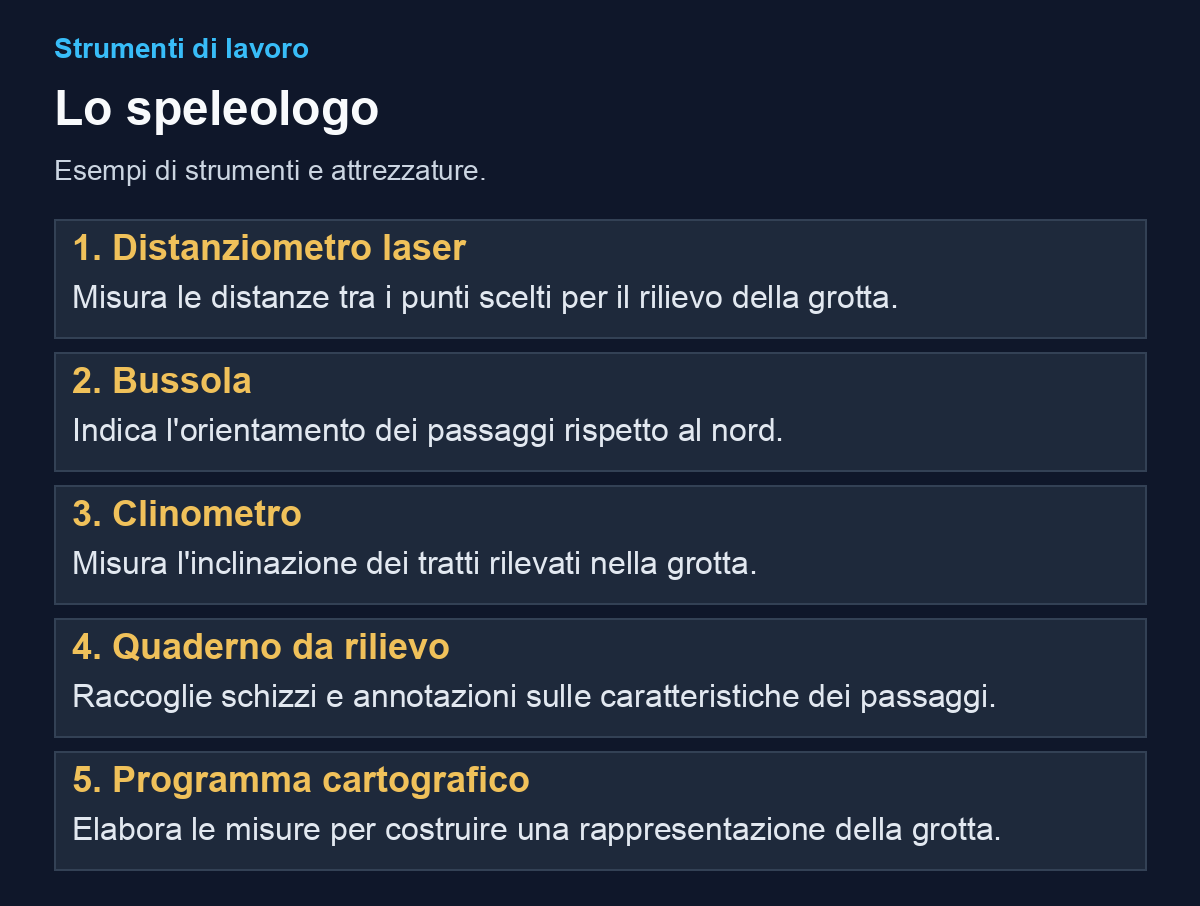 Strumenti di lavoro
Lo speleologo
Esempi di strumenti e attrezzature.
1. Distanziometro laser
Misura le distanze tra i punti scelti per il rilievo della grotta.
2. Bussola
Indica l'orientamento dei passaggi rispetto al nord.
3. Clinometro
Misura l'inclinazione dei tratti rilevati nella grotta.
4. Quaderno da rilievo
Raccoglie schizzi e annotazioni sulle caratteristiche dei passaggi.
5. Programma cartografico
Elabora le misure per costruire una rappresentazione della grotta.